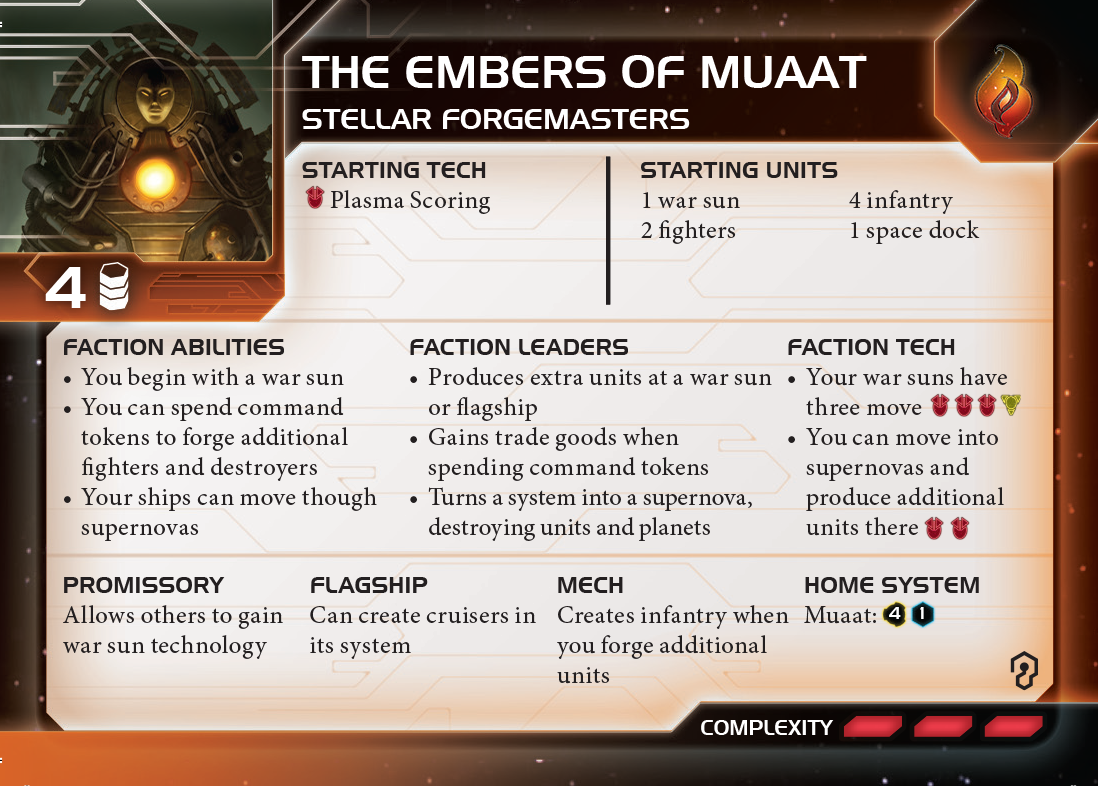 THE EMBERS OF MUAAT
STELLAR FORGEMASTERS
4
STARTING TECH
Plasma Scoring
STARTING UNITS
1 war sun
2 fighters
4 infantry
1 space dock
FACTION ABILITIES
• You begin with a war sun
• You can spend command
tokens to forge additional
fighters and destroyers
• Your ships can move though
supernovas
FACTION LEADERS
• Produces extra units at a war sun
or flagship
• Gains trade goods when
spending command tokens
• Turns a system into a supernova,
destroying units and planets
FACTION TECH
• Your war suns have
three move
• You can move into
supernovas and
produce additional
units there
PROMISSORY
Allows others to gain
war sun technology
FLAGSHIP
Can create cruisers in
its system
MECH
Creates infantry when
you forge additional
units
HOME SYSTEM
Muaat: 4 1
COMPLEXITY